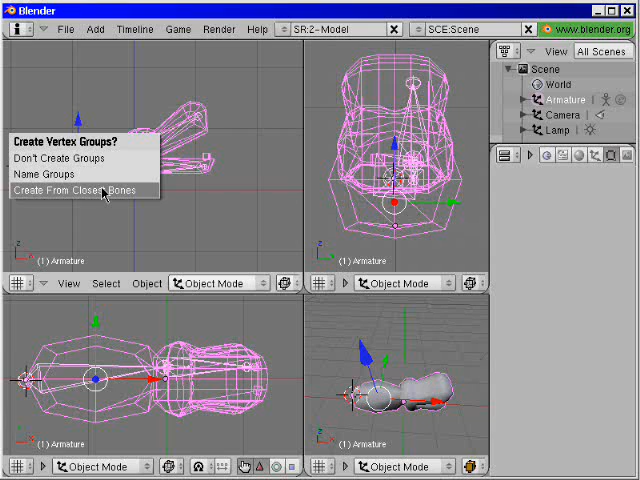 Blender
File Add Timeline Game Render Help SR:2-Model SCE:Scene www.blender.org
View All Scenes
Scene
World
Armature
Camera
Lamp
Create Vertex Groups?
Don't Create Groups
Name Groups
Create From Closest Bones
z
x
(1) Armature
z
y
(1) Armature
View Select Object Object Mode
Object Mode
y
x
(1) Armature
z
(1) Armature
Object Mode
Object Mode